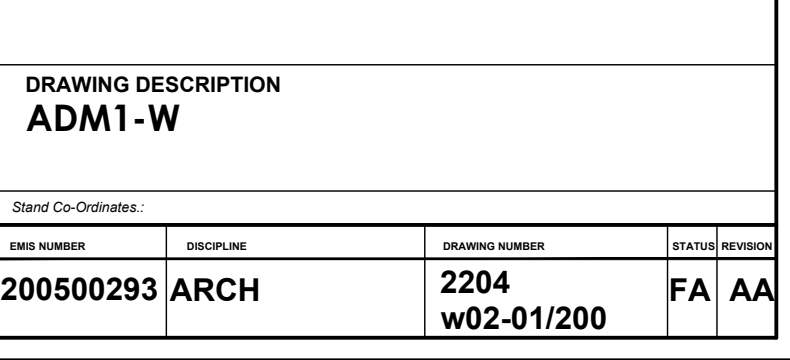 DRAWING DESCRIPTION
ADM1-W
Stand Co-Ordinates.:
EMIS NUMBER DISCIPLINE DRAWING NUMBER STATUS REVISION
200500293 ARCH 2204 FA AA
w02-01/200